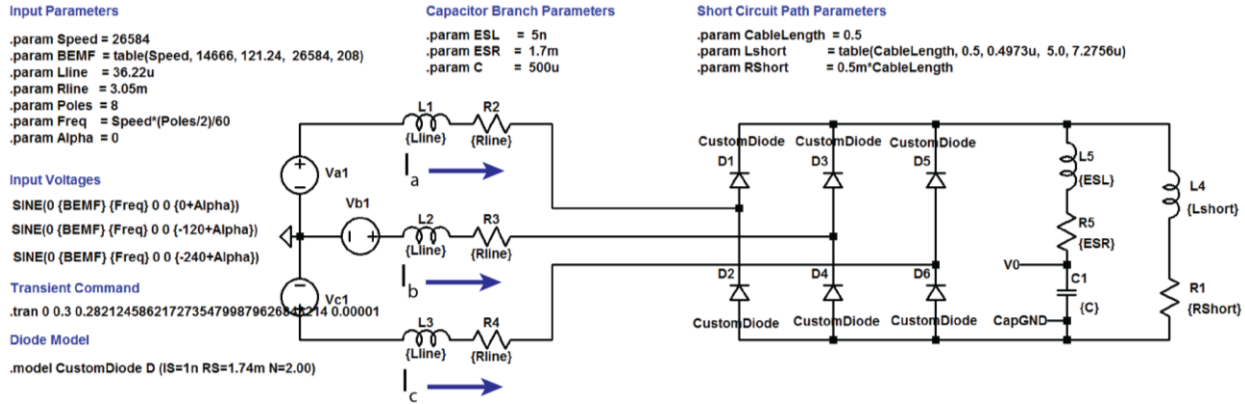 Input Parameters
.param Speed = 26584
.param BEMF = table(Speed, 14666, 121.24, 26584, 208)
.param Lline = 36.22u
.param Rline = 3.05m
.param Poles = 8
.param Freq = Speed*(Poles/2)/60
.param Alpha = 0
Input Voltages
SINE(0 {BEMF} {Freq} 0 0 {0+Alpha})
SINE(0 {BEMF} {Freq} 0 0 {-120+Alpha})
SINE(0 {BEMF} {Freq} 0 0 {-240+Alpha})
Transient Command
.tran 0 0.3 0.00001
Diode Model
.model CustomDiode D (IS=1n RS=1.74m N=2.00)
Capacitor Branch Parameters
.param ESL = 5n
.param ESR = 1.7m
.param C = 500u
Short Circuit Path Parameters
.param CableLength = 0.5
.param Lshort = table(CableLength, 0.5, 0.4973u, 5.0, 7.2756u)
.param RShort = 0.5m*CableLength
L1
R2
{Lline}
{Rline}
Va1
Ia
Vb1
L2
R3
{Lline}
{Rline}
Ib
Vc1
L3
R4
{Lline}
{Rline}
Ic
CustomDiode
CustomDiode
CustomDiode
D1
D3
D5
D2
D4
D6
CustomDiode
CustomDiode
CustomDiode
L5
{ESL}
R5
{ESR}
V0
C1
{C}
CapGND
L4
{Lshort}
R1
{RShort}